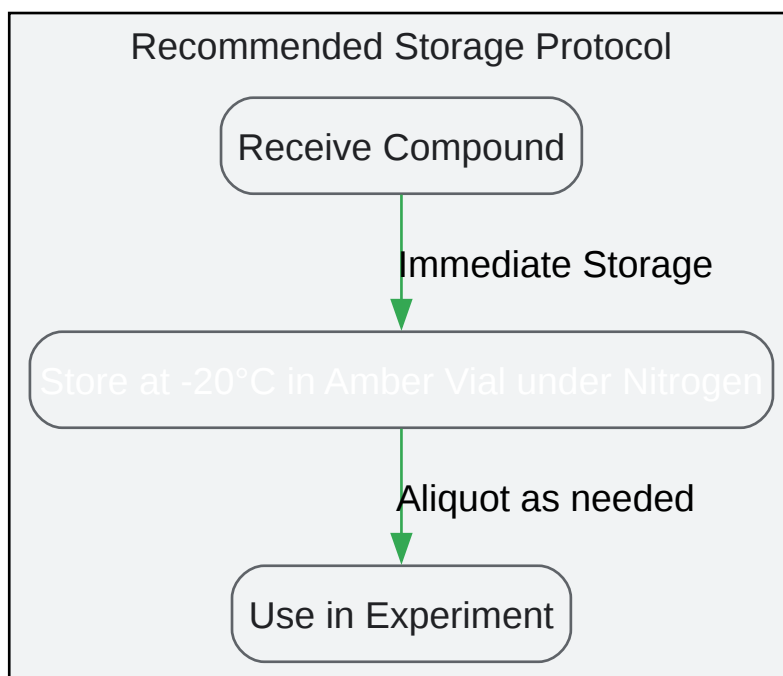 Recommended Storage Protocol
Receive Compound
Immediate Storage
Store at -20°C in Amber Vial under Nitrogen
Aliquot as needed
Use in Experiment